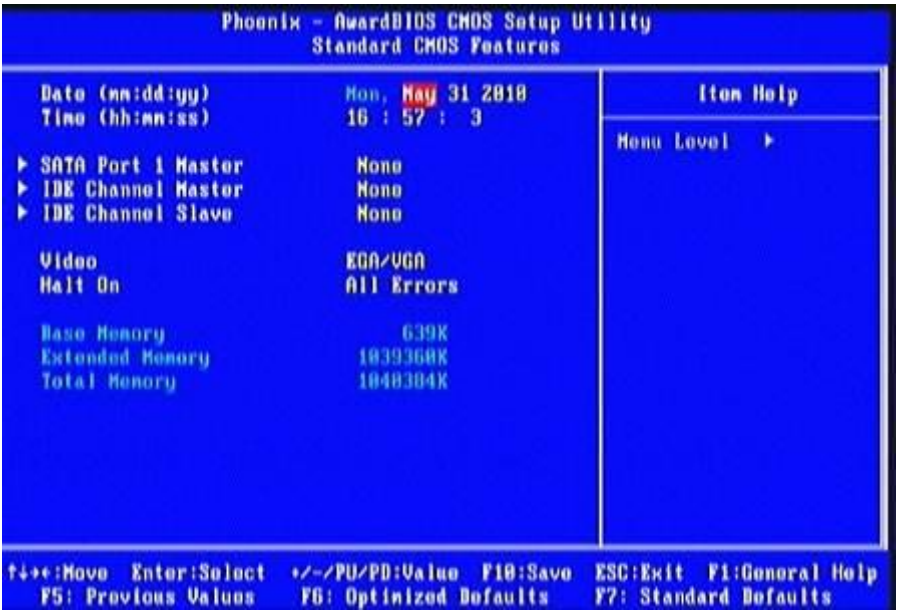 Phoenix - AwardBIOS CMOS Setup Utility
Standard CMOS Features
Date (mm:dd:yy) Mon, May 31 2010
Time (hh:mm:ss) 16 : 57 : 3
Item Help
Menu Level ▶
▶ SATA Port 1 Master None
▶ IDE Channel Master None
▶ IDE Channel Slave None
Video EGA/VGA
Halt On All Errors
Base Memory 639K
Extended Memory 1039360K
Total Memory 1040384K
↑↓→←:Move Enter:Select +/-/PU/PD:Value F10:Save ESC:Exit F1:General Help
F5: Previous Values F6: Optimized Defaults F7: Standard Defaults